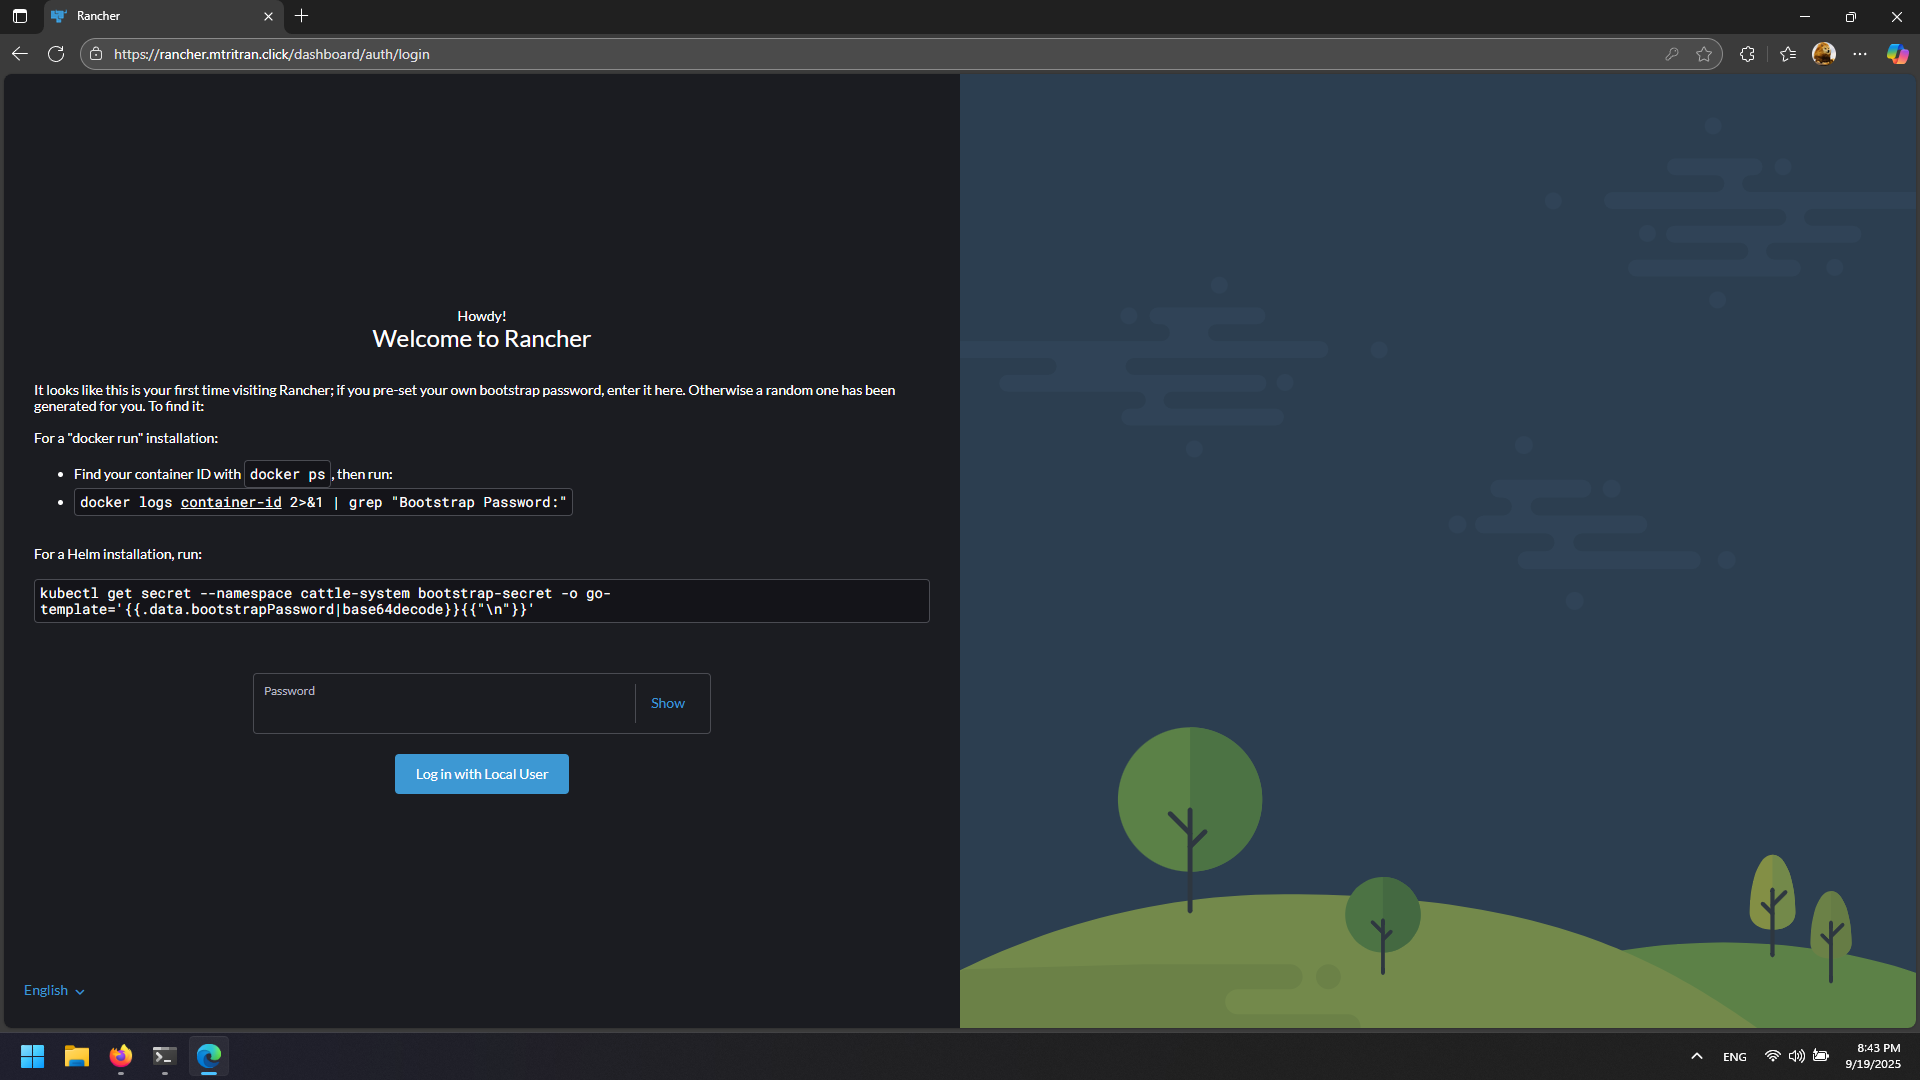 Rancher
https://rancher.mtritran.click/dashboard/auth/login
Howdy!
Welcome to Rancher
It looks like this is your first time visiting Rancher; if you pre-set your own bootstrap password, enter it here. Otherwise a random one has been
generated for you. To find it:
For a "docker run" installation:
• Find your container ID with docker ps, then run:
• docker logs container-id 2>&1 | grep "Bootstrap Password:"
For a Helm installation, run:
kubectl get secret --namespace cattle-system bootstrap-secret -o go-
template='{{.data.bootstrapPassword|base64decode}}{{"\n"}}'
Password
Show
Log in with Local User
English
ENG
8:43 PM
9/19/2025